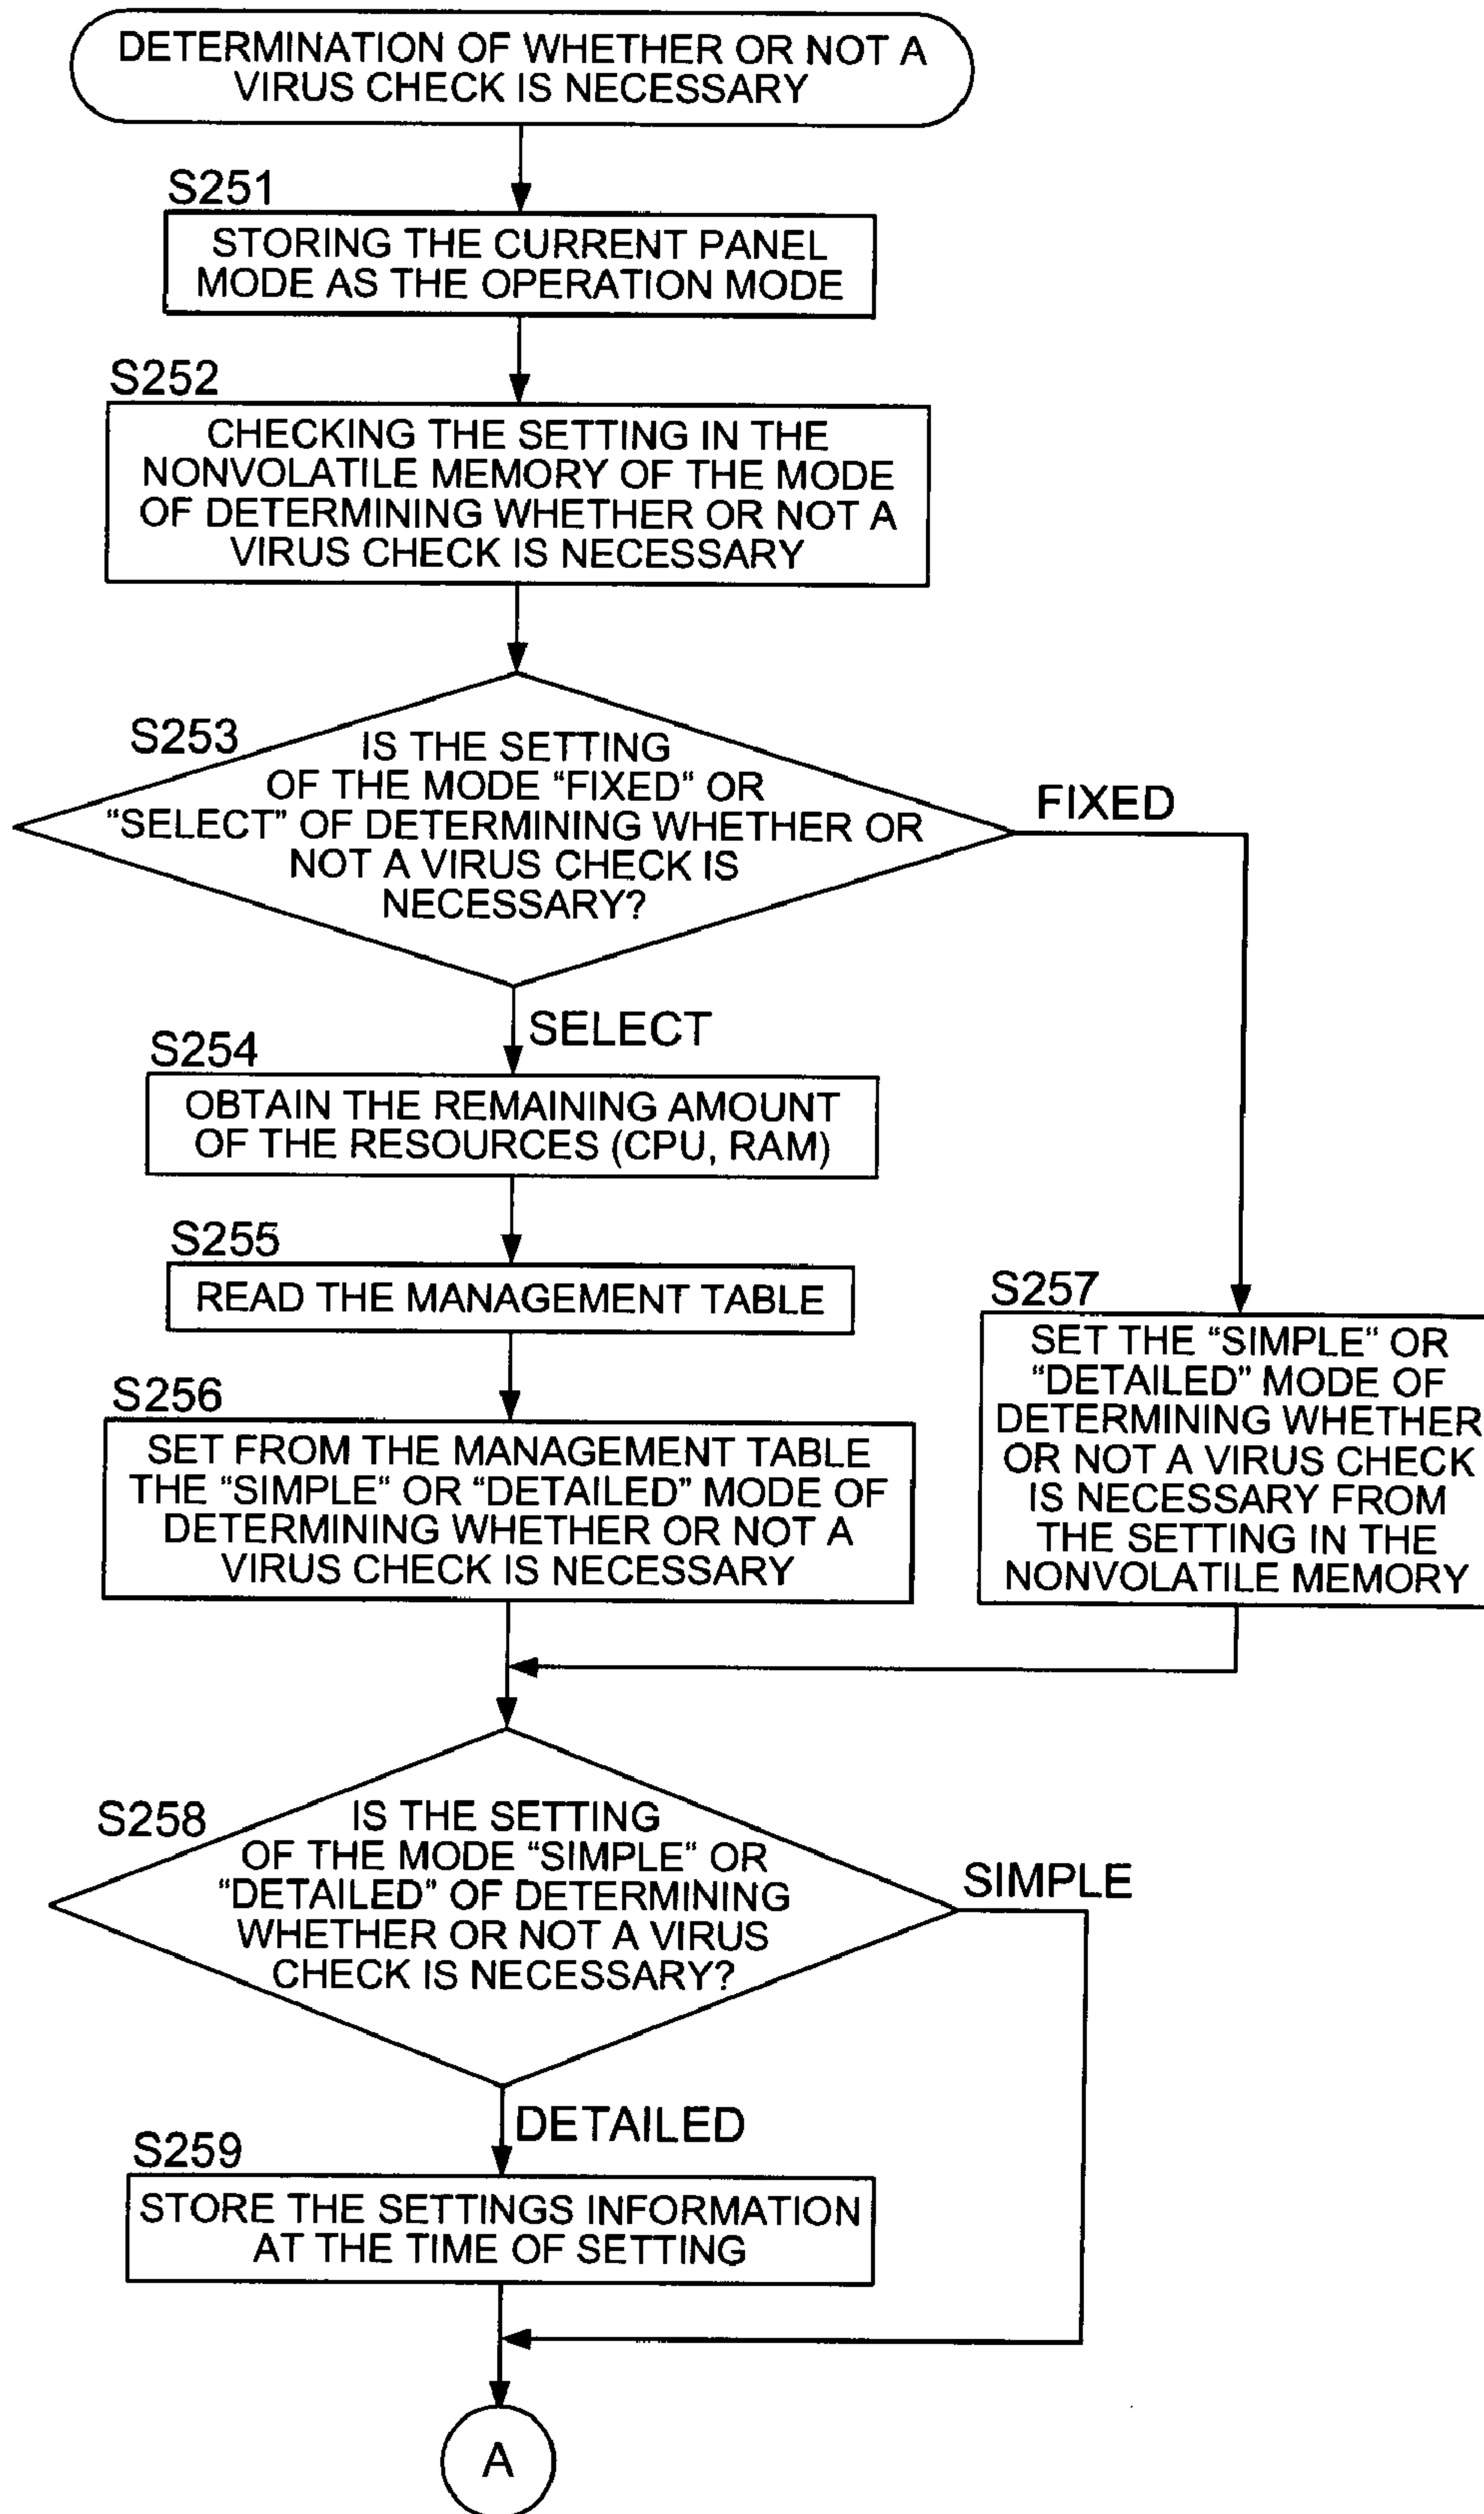 DETERMINATION OF WHETHER OR NOT A
VIRUS CHECK IS NECESSARY
S251
STORING THE CURRENT PANEL
MODE AS THE OPERATION MODE
S252
CHECKING THE SETTING IN THE
NONVOLATILE MEMORY OF THE MODE
OF DETERMINING WHETHER OR NOT A
VIRUS CHECK IS NECESSARY
S253
IS THE SETTING
OF THE MODE “FIXED“ OR
“SELECT” OF DETERMINING WHETHER OR
NOT A VIRUS CHECK IS
NECESSARY?
FIXED
SELECT
S254
OBTAIN THE REMAINING AMOUNT
OF THE RESOURCES (CPU, RAM)
S255
READ THE MANAGEMENT TABLE
S256
SET FROM THE MANAGEMENT TABLE
THE “SIMPLE“ OR “DETAILED” MODE OF
DETERMINING WHETHER OR NOT A
VIRUS CHECK IS NECESSARY
S257
SET THE “SIMPLE“ OR
“DETAILED” MODE OF
DETERMINING WHETHER
OR NOT A VIRUS CHECK
IS NECESSARY FROM
THE SETTING IN THE
NONVOLATILE MEMORY
S258
IS THE SETTING
OF THE MODE “SIMPLE“ OR
“DETAILED” OF DETERMINING
WHETHER OR NOT A VIRUS
CHECK IS NECESSARY?
SIMPLE
DETAILED
S259
STORE THE SETTINGS INFORMATION
AT THE TIME OF SETTING
A